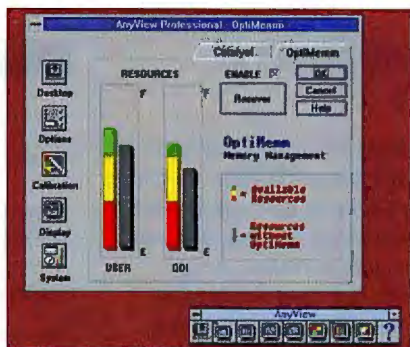 AnyView Professional - OptiMemm
Catalyst OptiMemm
RESOURCES
ENABLE
OK
Cancel
Help
Recover
Desktop
Options
Calibration
Display
System
F
F
E
E
USER
GDI
OptiMemm
Memory Management
= Available
Resources
= Resources
without
OptiMemm
AnyView
?